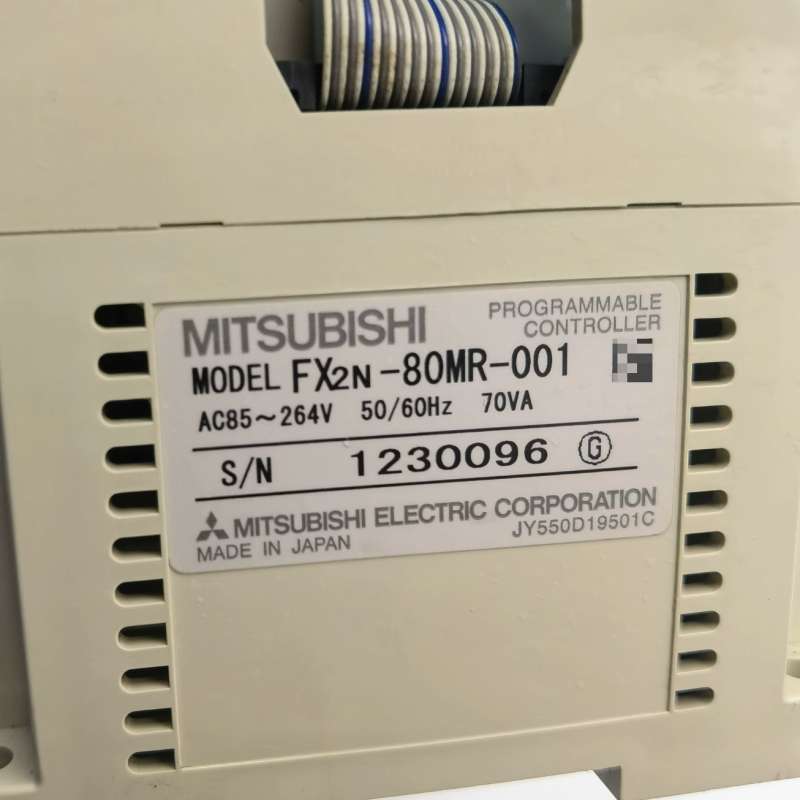 MITSUBISHI
PROGRAMMABLE
CONTROLLER
MODEL FX2N-80MR-001
AC85~264V 50/60Hz 70VA
S/N 1230096 G
MITSUBISHI ELECTRIC CORPORATION
MADE IN JAPAN
JY550D19501C